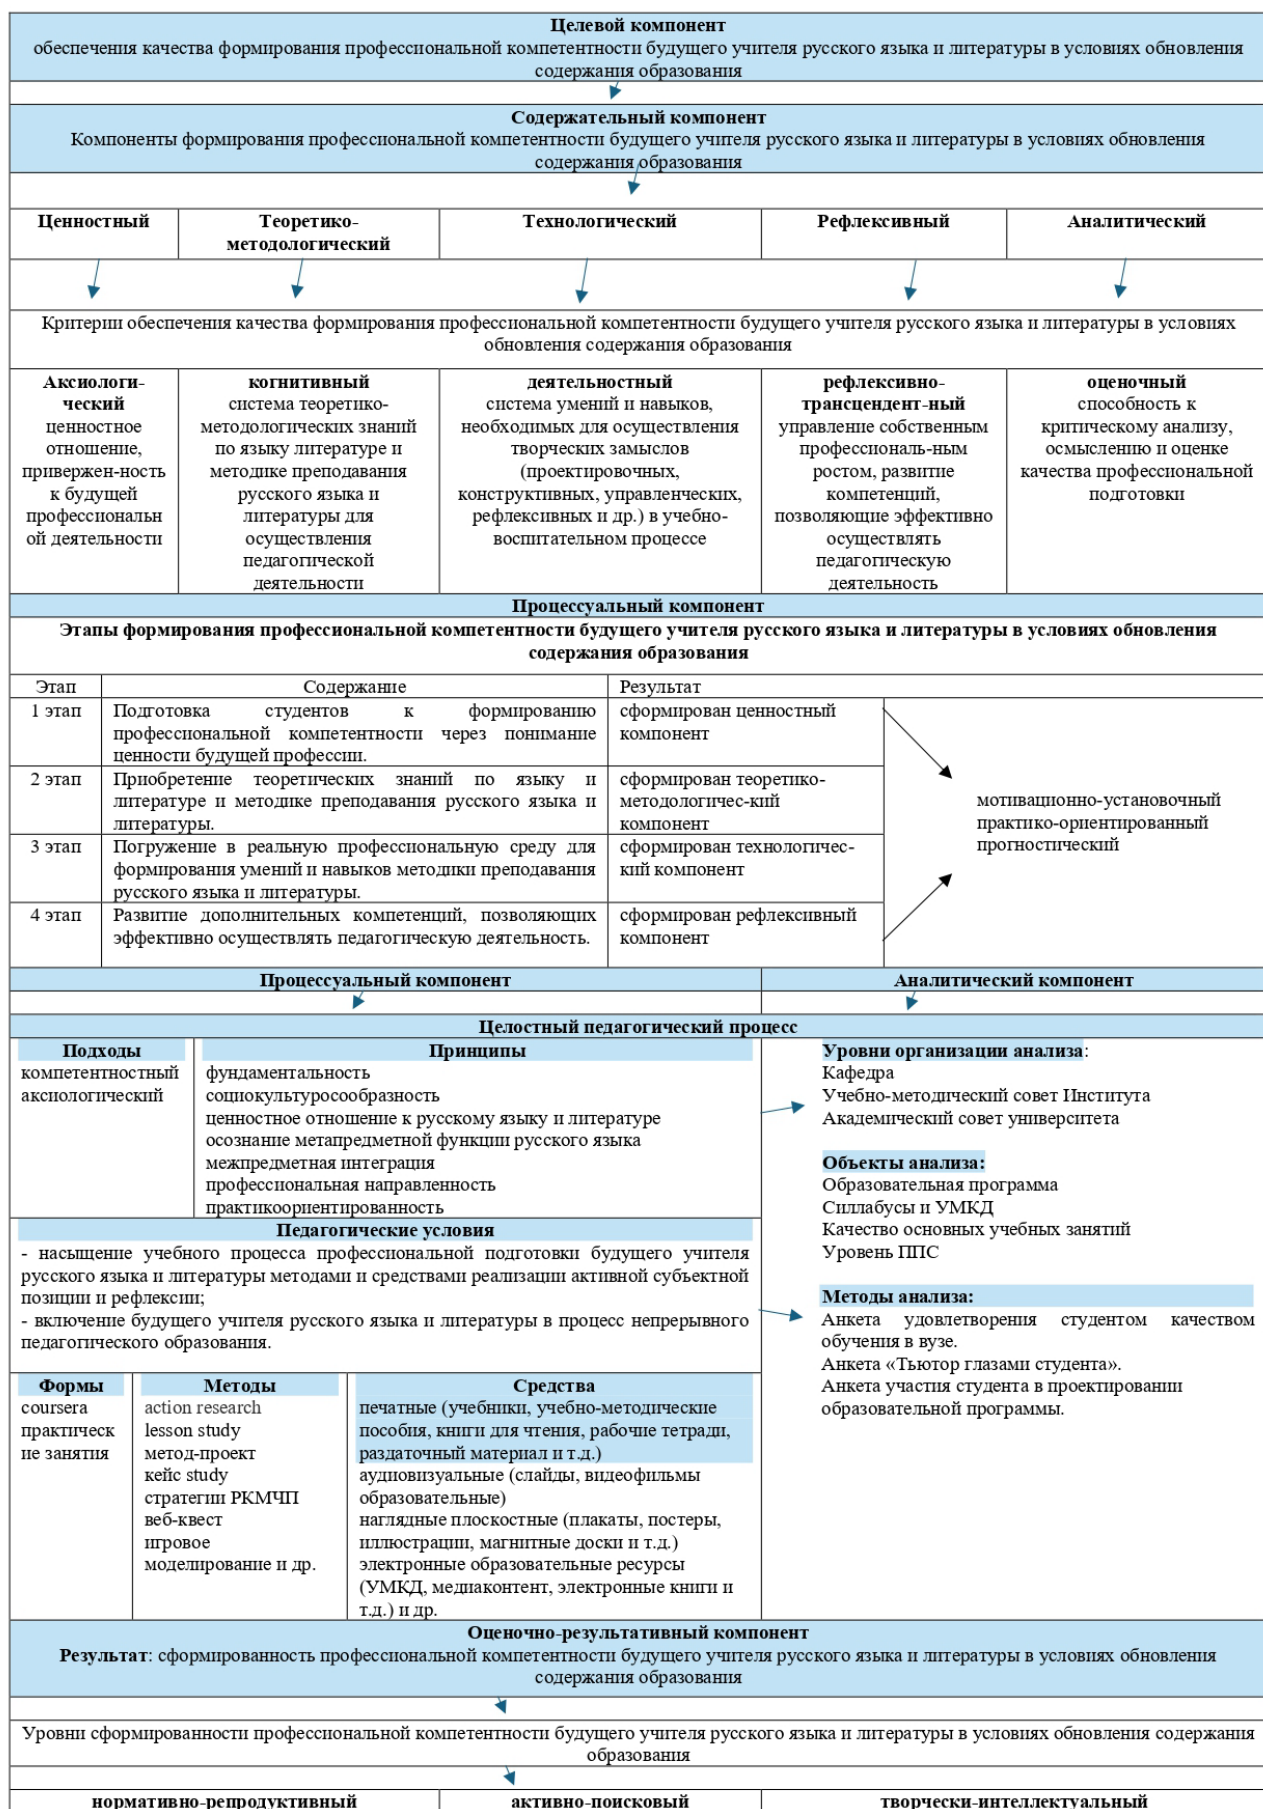 Целевой компонент
обеспечения качества формирования профессиональной компетентности будущего учителя русского языка и литературы в условиях обновления
содержания образования
Содержательный компонент
Компоненты формирования профессиональной компетентности будущего учителя русского языка и литературы в условиях обновления
содержания образования
Ценностный
Теоретико-
методологический
Технологический
Рефлексивный
Аналитический
Критерии обеспечения качества формирования профессиональной компетентности будущего учителя русского языка и литературы в условиях
обновления содержания образования
Аксиологи-
ческий
ценностное
отношение,
привержен-ность
к будущей
профессиональн
ой деятельности
когнитивный
система теоретико-
методологических знаний
по языку литературе и
методике преподавания
русского языка и
литературы для
осуществления
педагогической
деятельности
деятельностный
система умений и навыков,
необходимых для осуществления
творческих замыслов
(проектировочных,
конструктивных, управленческих,
рефлексивных и др.) в учебно-
воспитательном процессе
рефлексивно-
трансцендент-ный
управление собственным
профессиональ-ным
ростом, развитие
компетенций,
позволяющие эффективно
осуществлять
педагогическую
деятельность
оценочный
способность к
критическому анализу,
осмыслению и оценке
качества профессиональной
подготовки
Процессуальный компонент
Этапы формирования профессиональной компетентности будущего учителя русского языка и литературы в условиях обновления
содержания образования
Этап
Содержание
Результат
1 этап
Подготовка студентов к формированию
профессиональной компетентности через понимание
ценности будущей профессии.
сформирован ценностный
компонент
2 этап
Приобретение теоретических знаний по языку и
литературе и методике преподавания русского языка и
литературы.
сформирован теоретико-
методологичес-кий
компонент
3 этап
Погружение в реальную профессиональную среду для
формирования умений и навыков методики преподавания
русского языка и литературы.
сформирован технологичес-
кий компонент
4 этап
Развитие дополнительных компетенций, позволяющих
эффективно осуществлять педагогическую деятельность.
сформирован рефлексивный
компонент
мотивационно-установочный
практико-ориентированный
прогностический
Процессуальный компонент
Аналитический компонент
Целостный педагогический процесс
Подходы
компетентностный
аксиологический
Принципы
фундаментальность
социокультуросообразность
ценностное отношение к русскому языку и литературе
осознание метапредметной функции русского языка
межпредметная интеграция
профессиональная направленность
практикоориентированность
Педагогические условия
- насыщение учебного процесса профессиональной подготовки будущего учителя
русского языка и литературы методами и средствами реализации активной субъектной
позиции и рефлексии;
- включение будущего учителя русского языка и литературы в процесс непрерывного
педагогического образования.
Формы
coursera
практическ
ие занятия
Методы
action research
lesson study
метод-проект
кейс study
стратегии РКМЧП
веб-квест
игровое
моделирование и др.
Средства
печатные (учебники, учебно-методические
пособия, книги для чтения, рабочие тетради,
раздаточный материал и т.д.)
аудиовизуальные (слайды, видеофильмы
образовательные)
наглядные плоскостные (плакаты, постеры,
иллюстрации, магнитные доски и т.д.)
электронные образовательные ресурсы
(УМКД, медиаконтент, электронные книги и
т.д.) и др.
Уровни организации анализа:
Кафедра
Учебно-методический совет Института
Академический совет университета
Объекты анализа:
Образовательная программа
Силлабусы и УМКД
Качество основных учебных занятий
Уровень ППС
Методы анализа:
Анкета удовлетворения студентом качеством
обучения в вузе.
Анкета «Тьютор глазами студента».
Анкета участия студента в проектировании
образовательной программы.
Оценочно-результативный компонент
Результат: сформированность профессиональной компетентности будущего учителя русского языка и литературы в условиях обновления
содержания образования
Уровни сформированности профессиональной компетентности будущего учителя русского языка и литературы в условиях обновления содержания
образования
нормативно-репродуктивный
активно-поисковый
творчески-интеллектуальный